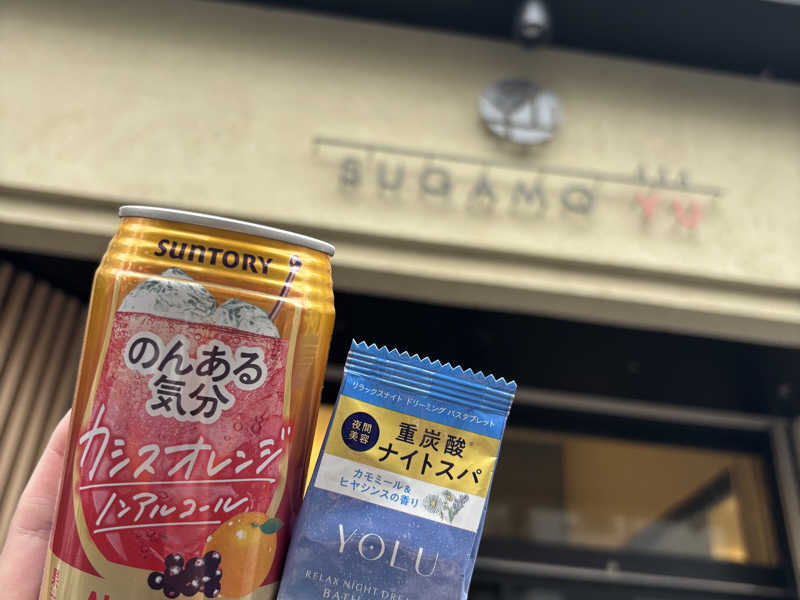 SUGAMO YU
SUNTORY
のんある
気分
カシスオレンジ
ノンアルコール
リラックスナイト ドリーミング バスタブレット
夜間
美容
重炭酸
ナイトスパ
カモミール&
ヒヤシンスの香り
YOLU
RELAX NIGHT DRE
BATH